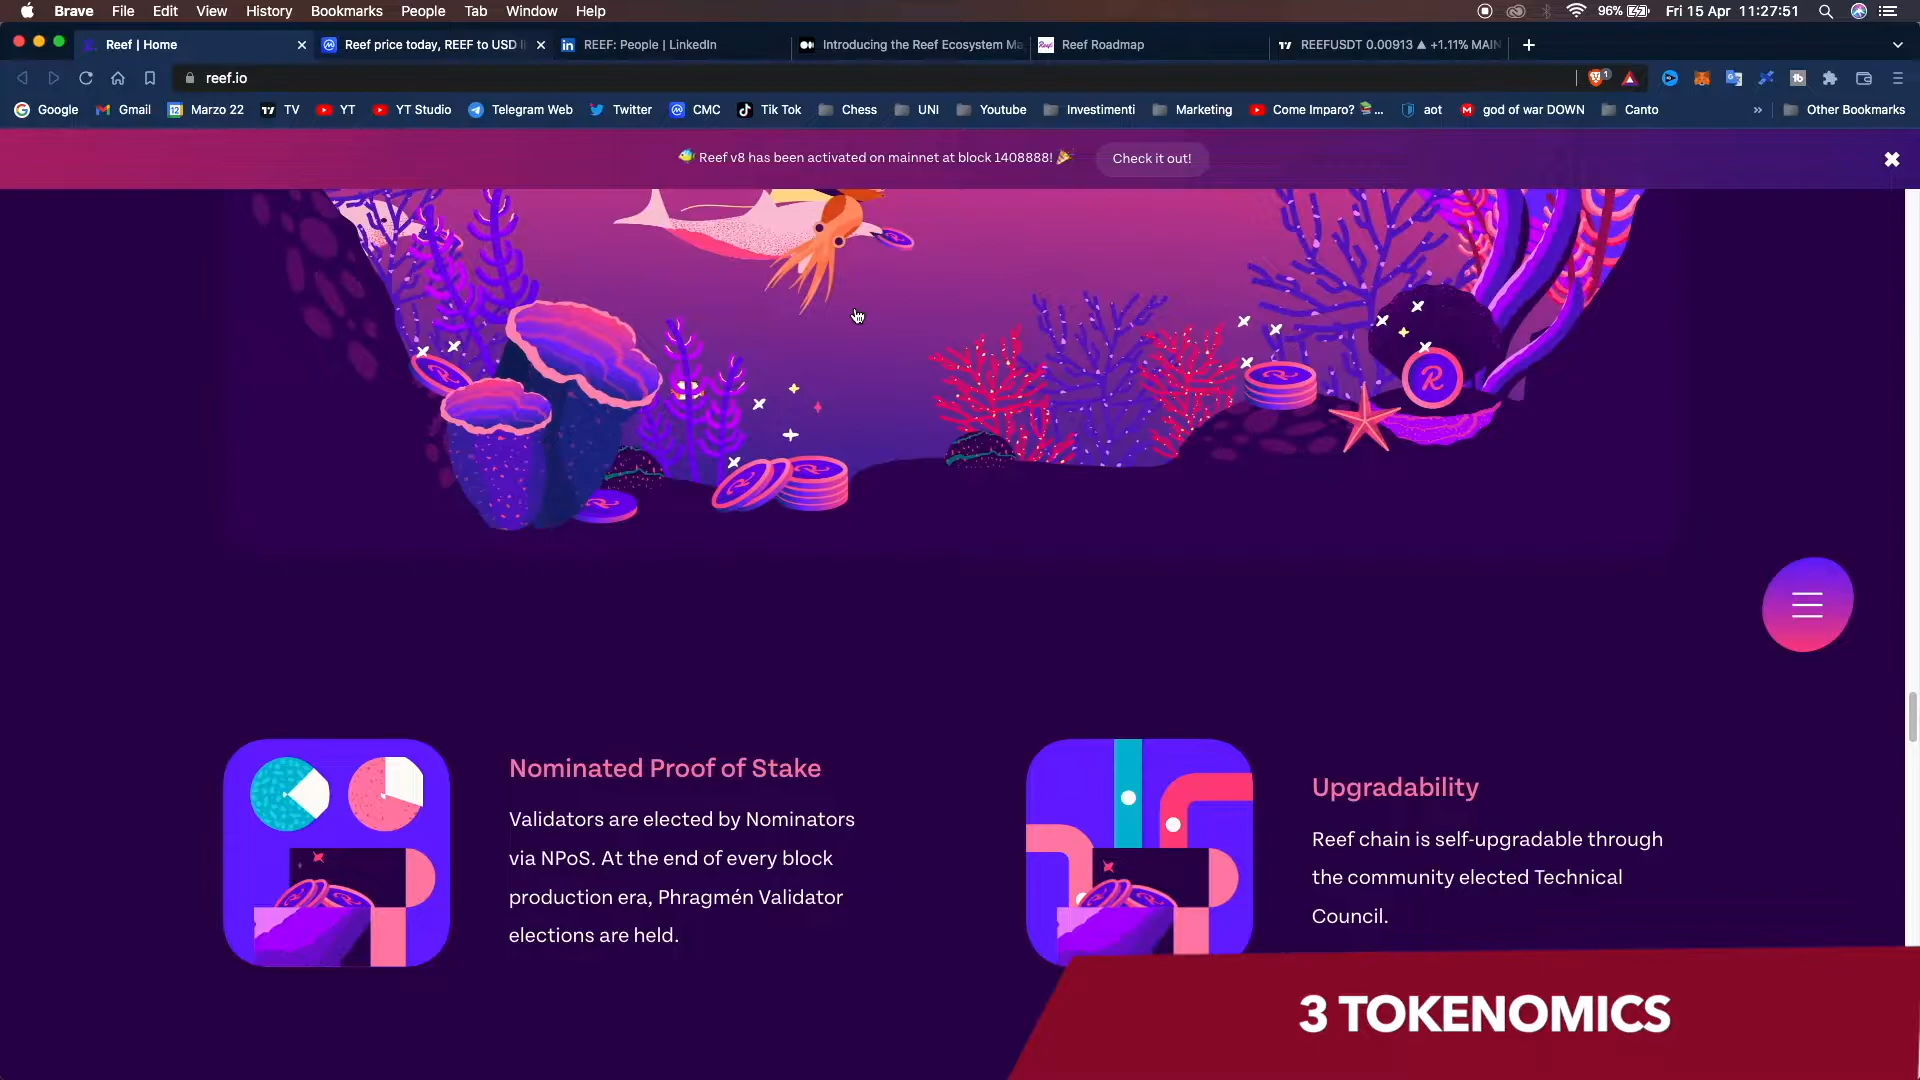 Brave File Edit View History Bookmarks People Tab Window Help 96% Fri 15 Apr 11:27:51
Reef | Home Reef price today, REEF to USD REEF: People | LinkedIn Introducing the Reef Ecosystem Ma Reef Roadmap REEFUSDT 0.00913 ▲ +1.11% MAIN
reef.io 1
Google Gmail 12 Marzo 22 TV YT YT Studio Telegram Web Twitter CMC Tik Tok Chess UNI Youtube Investimenti Marketing Come Imparo? ... aot god of war DOWN Canto » Other Bookmarks
Reef v8 has been activated on mainnet at block 1408888! Check it out!
Nominated Proof of Stake
Validators are elected by Nominators
via NPoS. At the end of every block
production era, Phragmén Validator
elections are held.
Upgradability
Reef chain is self-upgradable through
the community elected Technical
Council.
3 TOKENOMICS